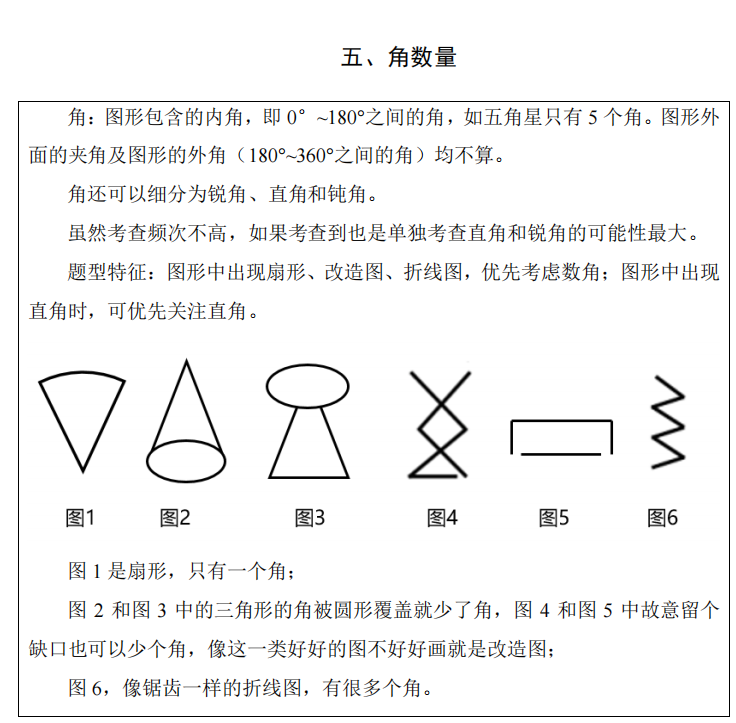 五、角数量
角：图形包含的内角，即 0°~180°之间的角，如五角星只有 5 个角。图形外
面的夹角及图形的外角（180°~360°之间的角）均不算。
角还可以细分为锐角、直角和钝角。
虽然考查频次不高，如果考查到也是单独考查直角和锐角的可能性最大。
题型特征：图形中出现扇形、改造图、折线图，优先考虑数角；图形中出现
直角时，可优先关注直角。
图1 图2 图3 图4 图5 图6
图 1 是扇形，只有一个角；
图 2 和图 3 中的三角形的角被圆形覆盖就少了角，图 4 和图 5 中故意留个
缺口也可以少个角，像这一类好好的图不好好画就是改造图；
图 6，像锯齿一样的折线图，有很多个角。